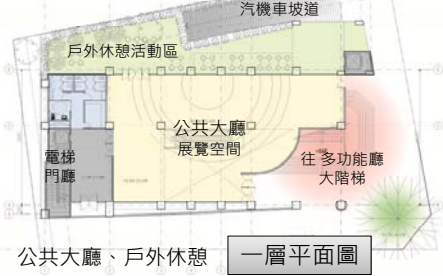 汽機車坡道
戶外休憩活動區
公共大廳
展覽空間
電梯
門廳
往 多功能廳
大階梯
公共大廳、戶外休憩
一層平面圖